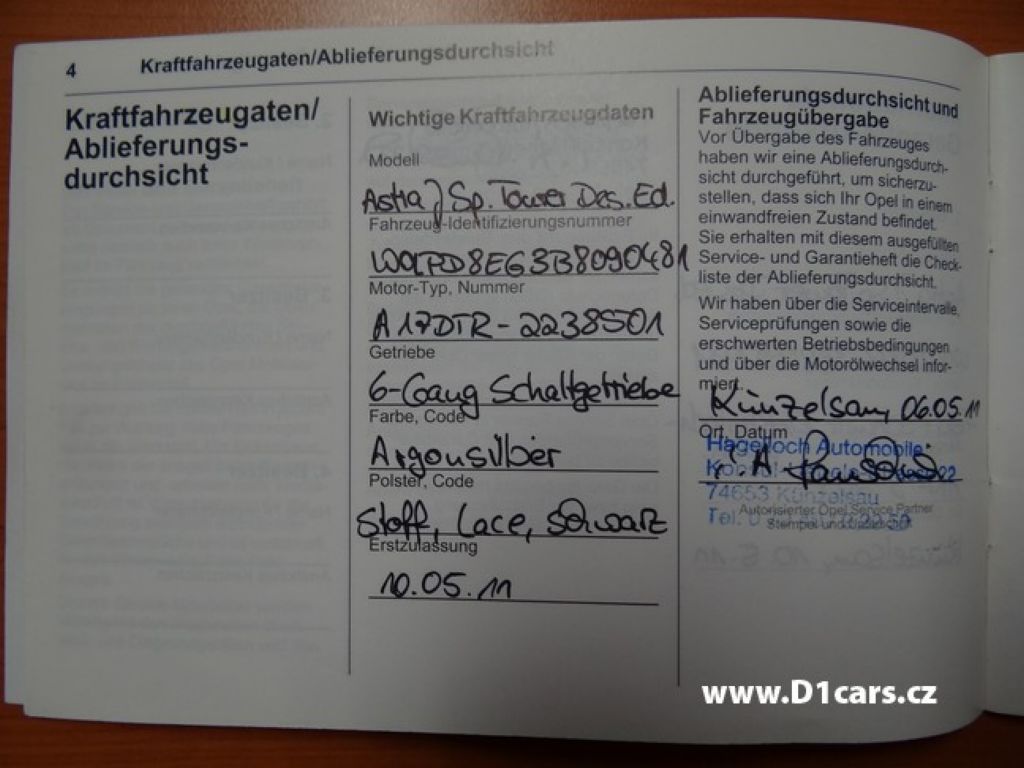 4 Kraftfahrzeugaten/Ablieferungsdurchsicht
Kraftfahrzeugaten/
Ablieferungs-
durchsicht
Wichtige Kraftfahrzeugdaten
Modell
Astra J Sp. Tourer Des. Ed.
Fahrzeug-Identifizierungsnummer
W0LPD8EG3B8090481
Motor-Typ, Nummer
A17DTR - 2238501
Getriebe
6-Gang Schaltgetriebe
Farbe, Code
Argonsilber
Polster, Code
Stoff, Lace, schwarz
Erstzulassung
10.05.11
Ablieferungsdurchsicht und
Fahrzeugübergabe
Vor Übergabe des Fahrzeuges
haben wir eine Ablieferungsdurch-
sicht durchgeführt, um sicherzu-
stellen, dass sich Ihr Opel in einem
einwandfreien Zustand befindet.
Sie erhalten mit diesem ausgefüllten
Service- und Garantieheft die Check-
liste der Ablieferungsdurchsicht.
Wir haben über die Serviceintervalle,
Serviceprüfungen sowie die
erschwerten Betriebsbedingungen
und über die Motorölwechsel infor-
miert.
Künzelsau, 06.05.11
Ort, Datum
Hagelloch Automobile
i.A
74653 Künzelsau
Autorisierter Opel Service Partner
Tel.
Stempel und
www.D1cars.cz